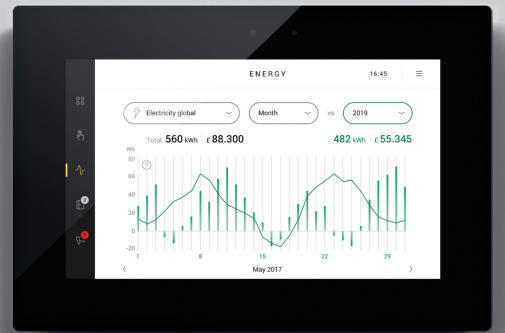 ENERGY
16:45
Electricity global
Month
vs
2019
Total 560 kWh £ 88.300
482 kWh £ 55.345
Wh
80
60
40
20
0
-20
?
2
1 8 15 22 29
May 2017